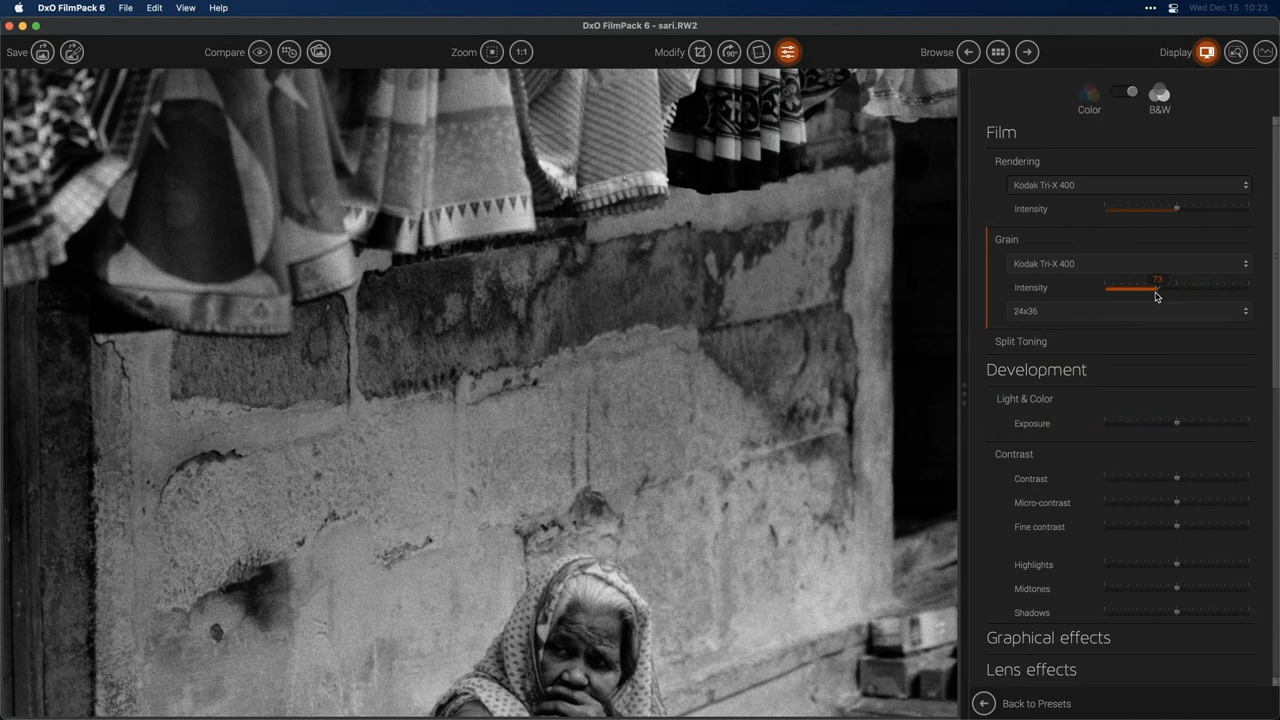 DxO FilmPack 6 File Edit View Help ••• Wed Dec 15 10:23
DxO FilmPack 6 - sari.RW2
Save Compare Zoom 1:1 Modify 90° Browse Display
Color B&W
Film
Rendering
Kodak Tri-X 400
Intensity
Grain
Kodak Tri-X 400
73
Intensity
24x36
Split Toning
Development
Light & Color
Exposure
Contrast
Contrast
Micro-contrast
Fine contrast
Highlights
Midtones
Shadows
Graphical effects
Lens effects
Back to Presets